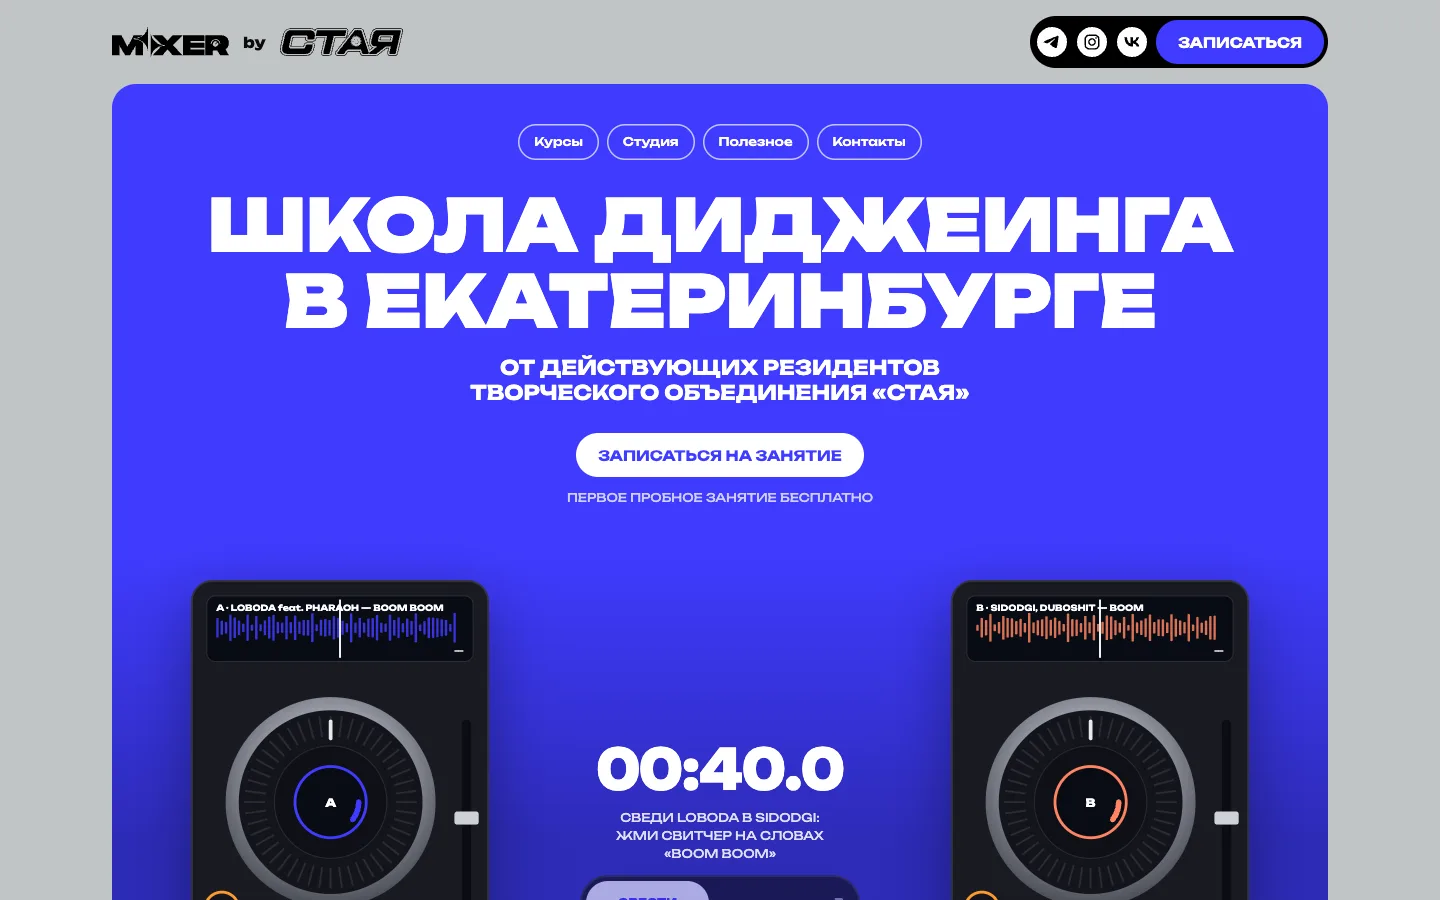 MIXER by СТАЯ
ЗАПИСАТЬСЯ
Курсы
Студия
Полезное
Контакты
ШКОЛА ДИДЖЕИНГА
В ЕКАТЕРИНБУРГЕ
ОТ ДЕЙСТВУЮЩИХ РЕЗИДЕНТОВ
ТВОРЧЕСКОГО ОБЪЕДИНЕНИЯ «СТАЯ»
ЗАПИСАТЬСЯ НА ЗАНЯТИЕ
ПЕРВОЕ ПРОБНОЕ ЗАНЯТИЕ БЕСПЛАТНО
A · LOBODA feat. PHARAOH — BOOM BOOM
B · SIDODGI, DUBOSHIT — BOOM
A
B
00:40.0
СВЕДИ LOBODA В SIDODGI:
ЖМИ СВИТЧЕР НА СЛОВАХ
«BOOM BOOM»